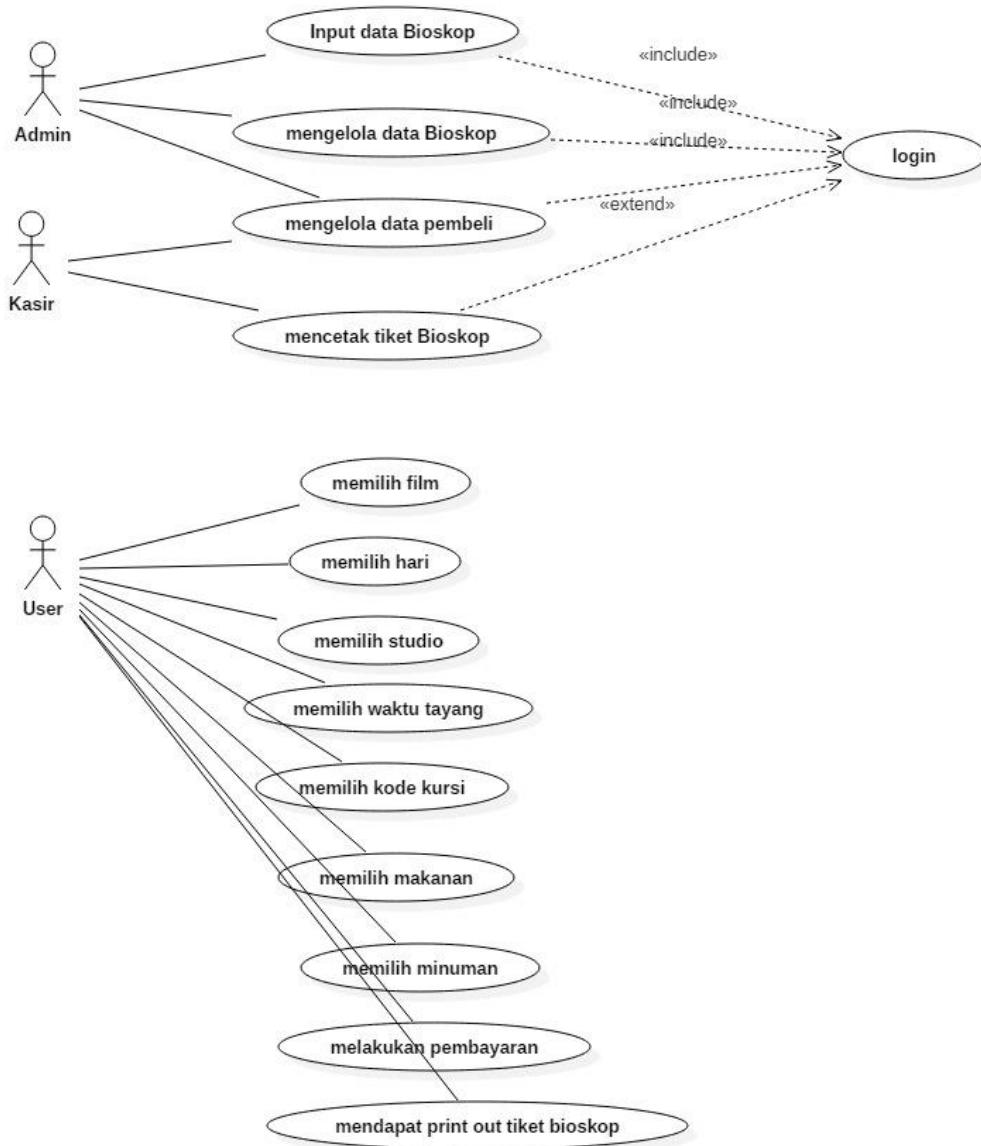 Input data Bioskop
«include»
Admin
mengelola data Bioskop
«include»
«include»
login
mengelola data pembeli
«extend»
Kasir
mencetak tiket Bioskop
memilih film
User
memilih hari
memilih studio
memilih waktu tayang
memilih kode kursi
memilih makanan
memilih minuman
melakukan pembayaran
mendapat print out tiket bioskop